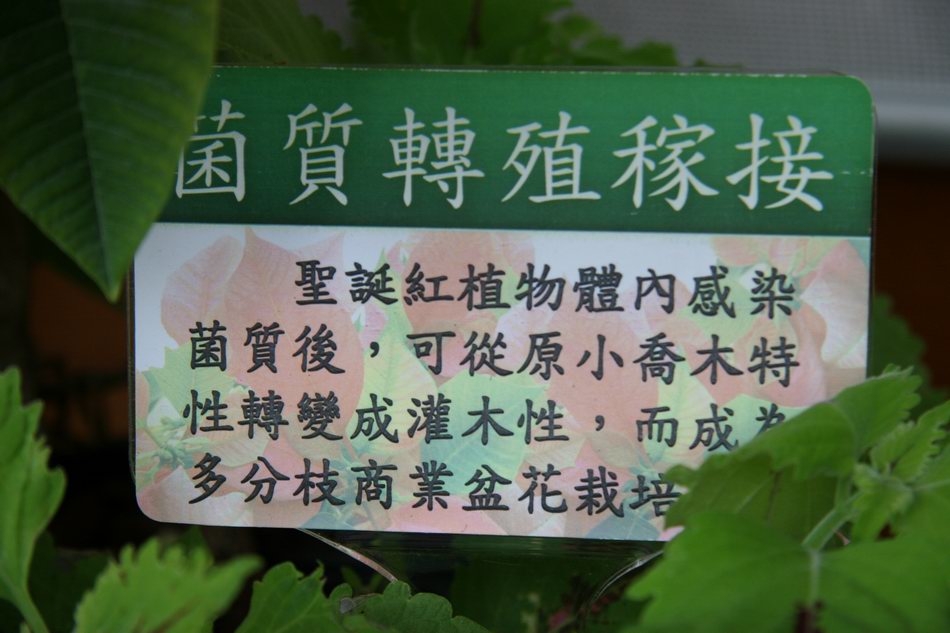 菌質轉殖稼接
聖誕紅植物體內感染
菌質後，可從原小喬木特
性轉變成灌木性，而成為
多分枝商業盆花栽培